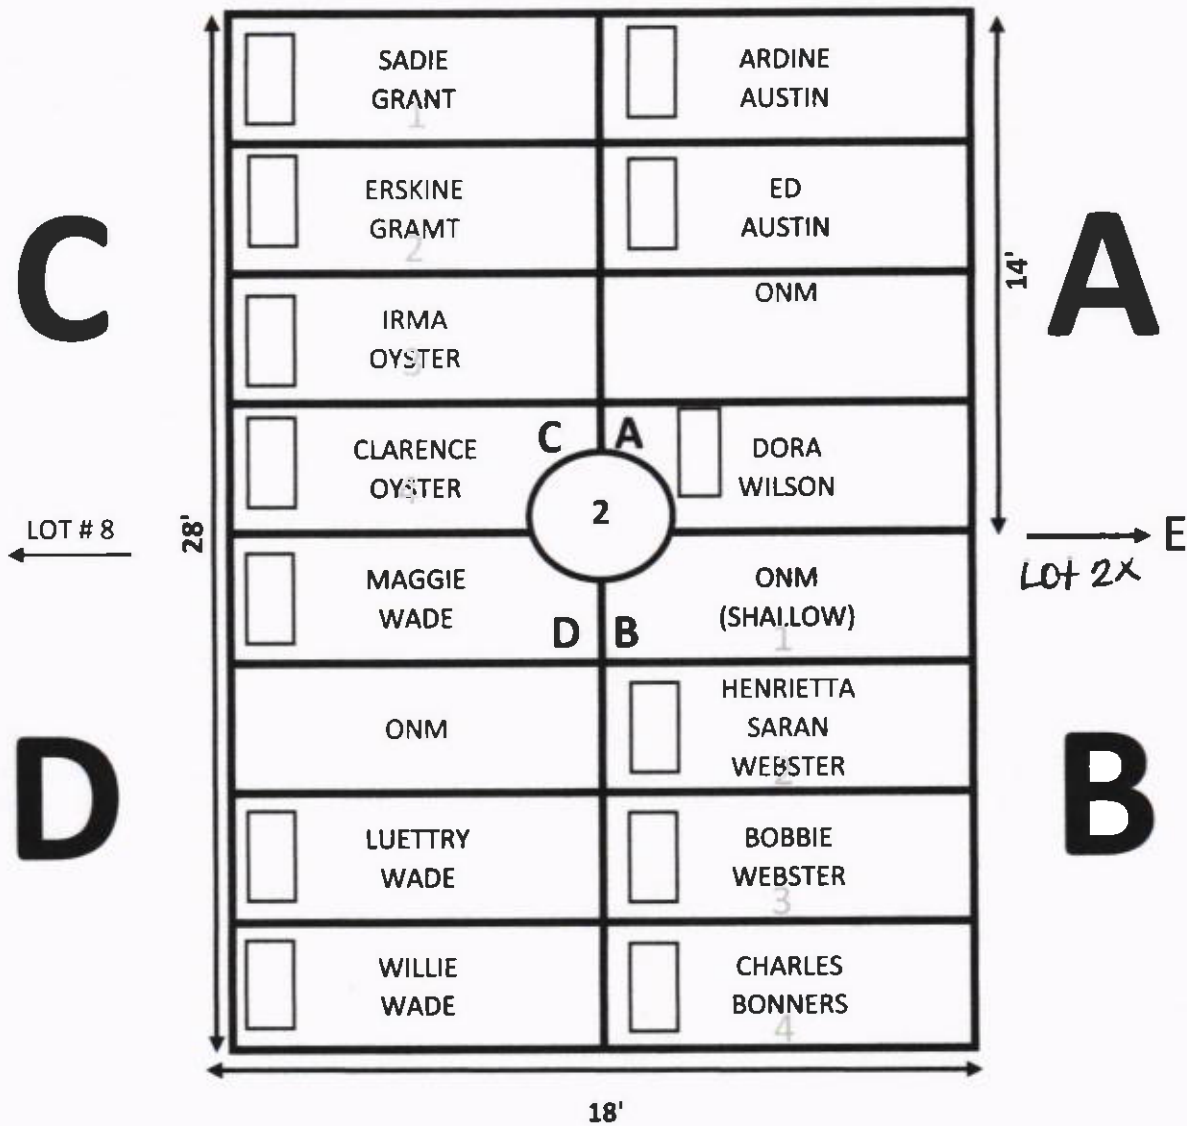 SADIE
GRANT
1
ARDINE
AUSTIN
ERSKINE
GRAMT
2
ED
AUSTIN
C
A
14'
IRMA
OYSTER
3
ONM
CLARENCE
OYSTER
4
C
A
DORA
WILSON
2
LOT # 8
28'
E
Lot 2X
MAGGIE
WADE
D
B
ONM
(SHALLOW)
1
ONM
HENRIETTA
SARAN
WEBSTER
2
D
B
LUETTRY
WADE
BOBBIE
WEBSTER
3
WILLIE
WADE
CHARLES
BONNERS
4
18'